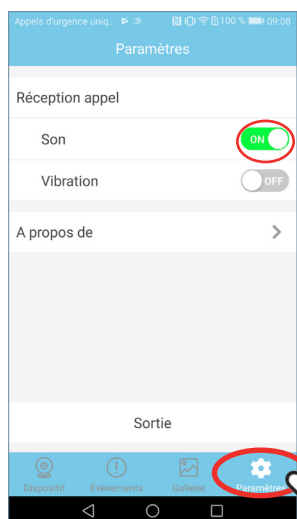 Appels d'urgence uniq... 100 % 09:08
Paramètres
Réception appel
Son ON
Vibration OFF
A propos de
Sortie
Dispositif Évènements Gallerie Paramètres